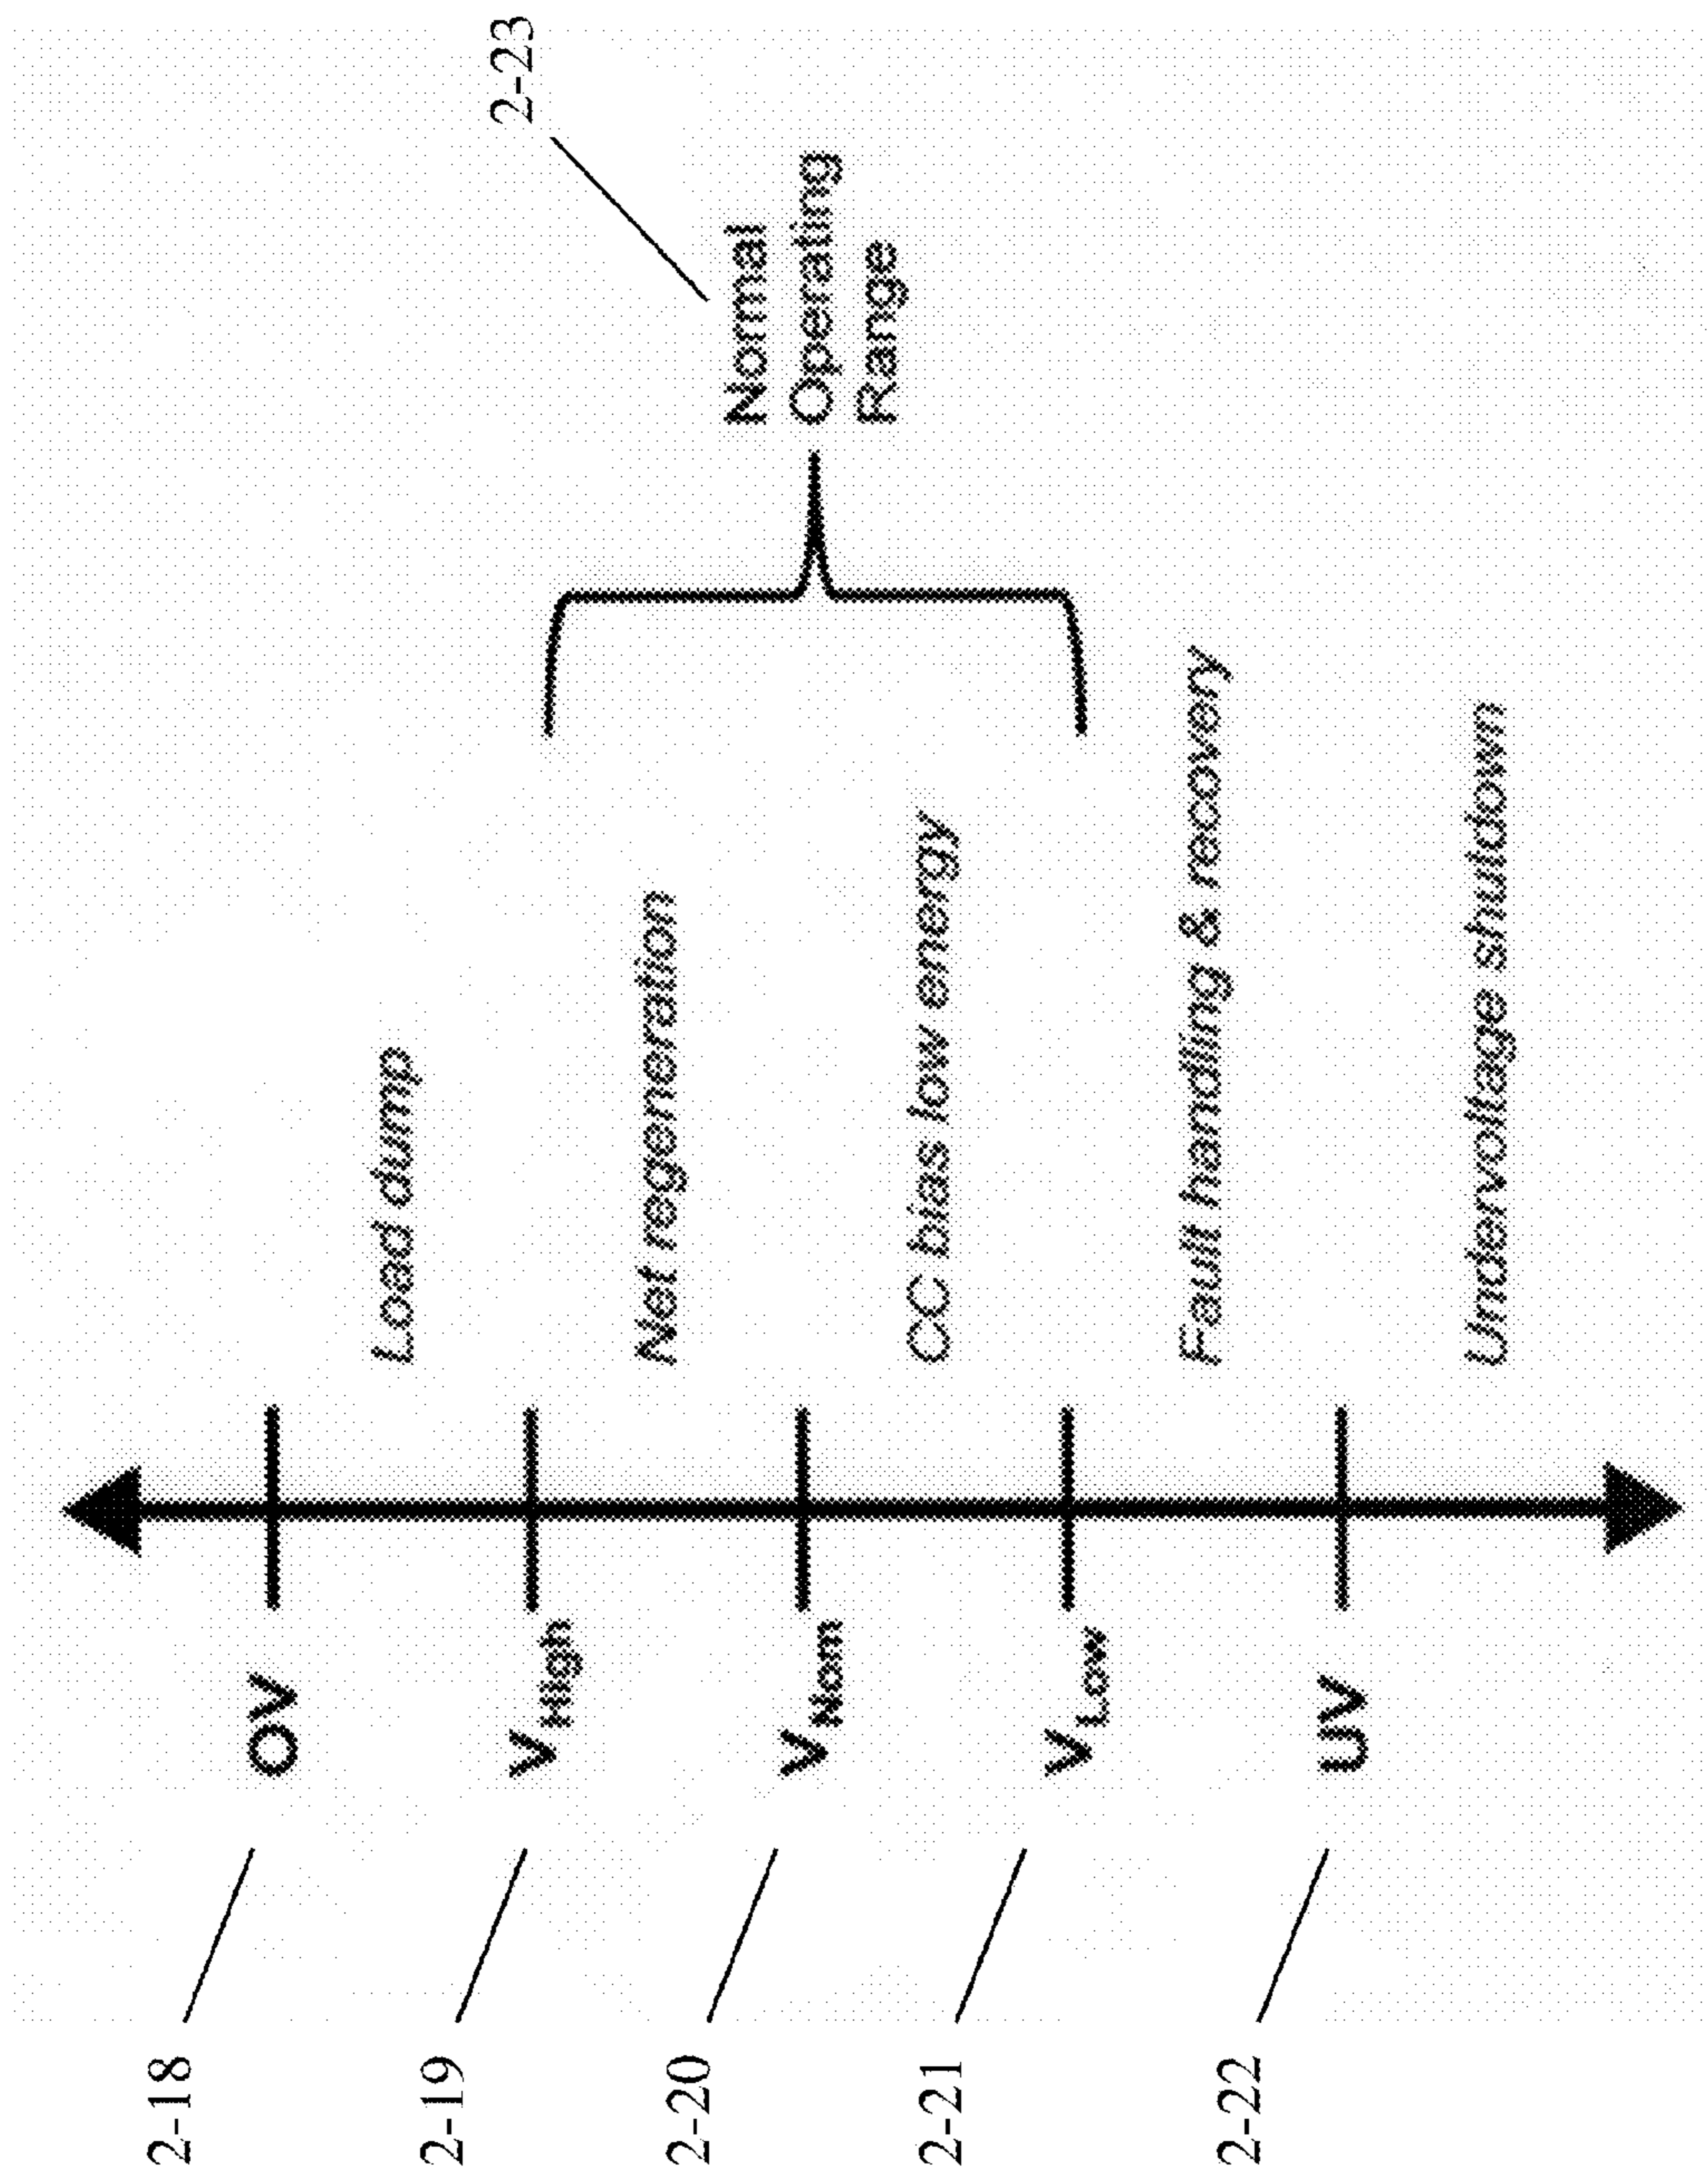 2-23
2-18
OV
Load dump
2-19
VHigh
Net regeneration
Normal
Operating
Range
2-20
VNom
CC bias low energy
2-21
VLow
Fault handling & recovery
2-22
UV
Undervoltage shutdown